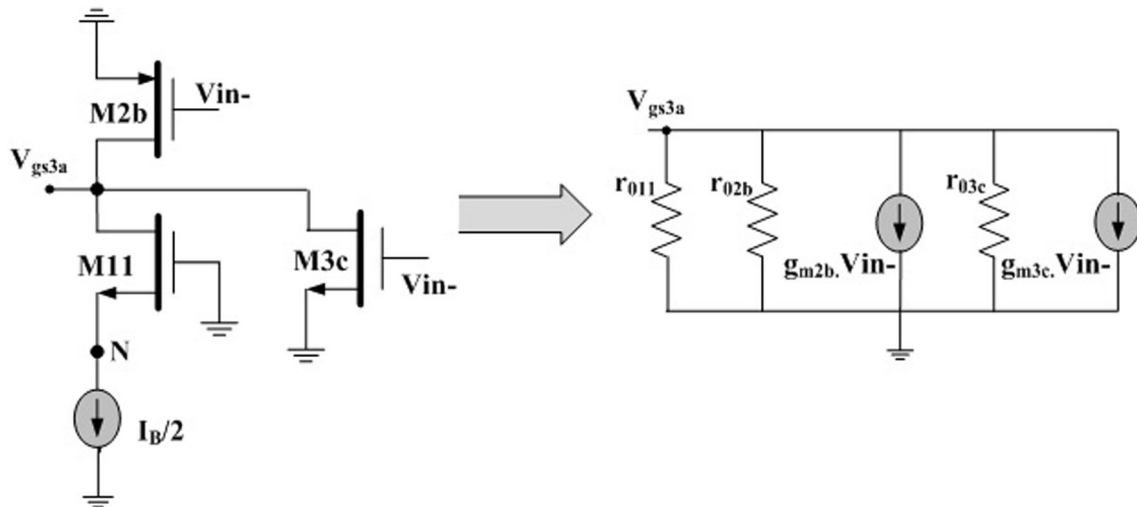 Vin-
M2b
Vgs3a
M11
M3c
Vin-
N
IB/2
Vgs3a
r011
r02b
gm2b.Vin-
r03c
gm3c.Vin-